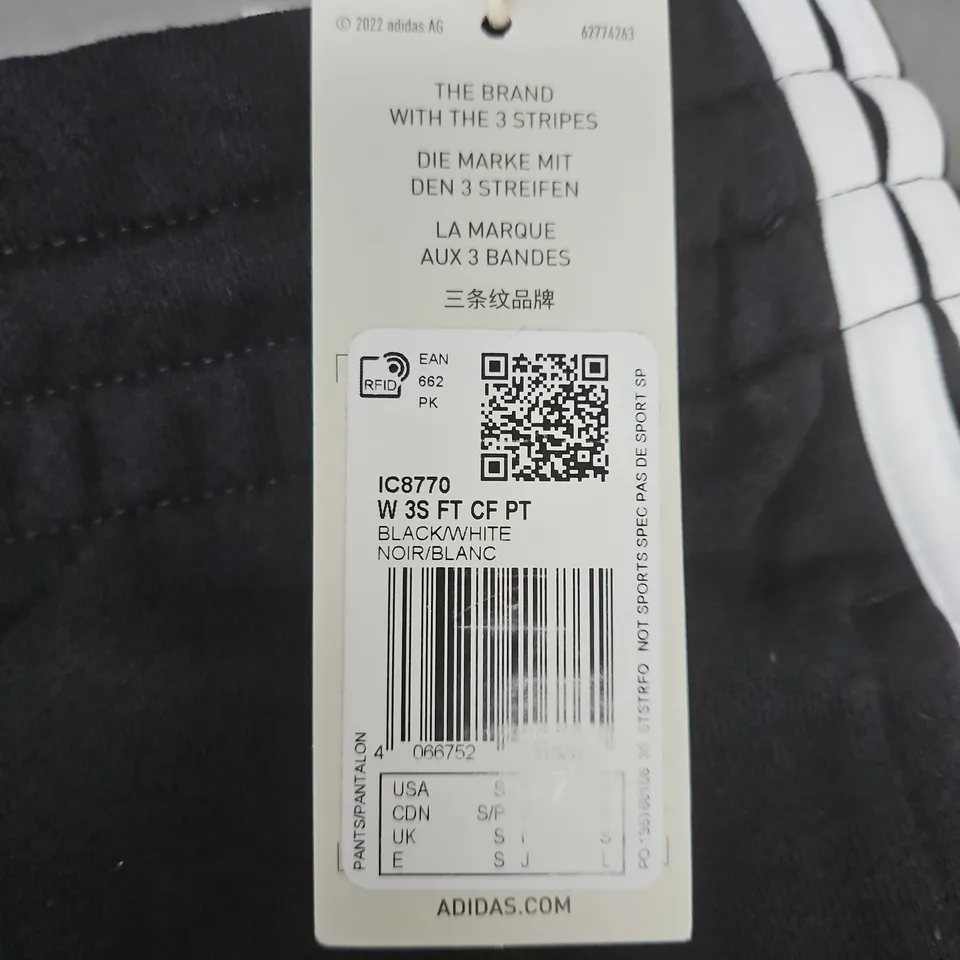 © 2022 adidas AG
62774263
THE BRAND
WITH THE 3 STRIPES
DIE MARKE MIT
DEN 3 STREIFEN
LA MARQUE
AUX 3 BANDES
三条纹品牌
RFID
EAN
662
PK
IC8770
W 3S FT CF PT
BLACK/WHITE
NOIR/BLANC
4 066752
USA S
CDN S/P
UK S S
E S J L
PANTS/PANTALON
NOT SPORTS SPEC PAS DE SPORT SP
ADIDAS.COM